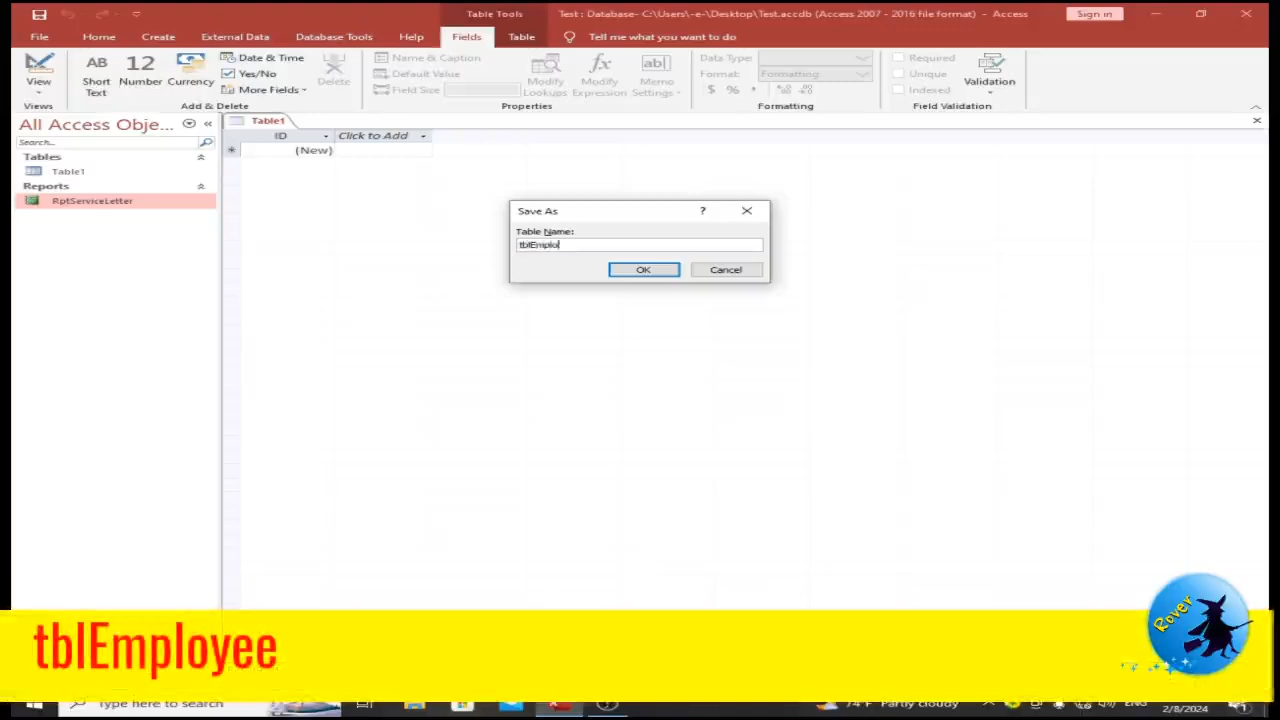 Table Tools
Test : Database- C:\Users\-e-\Desktop\Test.accdb (Access 2007 - 2016 file format) - Access
Sign in
File Home Create External Data Database Tools Help Fields Table Tell me what you want to do
View
Views
AB
Short Text
12
Number
Currency
Date & Time
Yes/No
More Fields
Delete
Add & Delete
Name & Caption
Default Value
Field Size
Modify Lookups
fx
Modify Expression
ab|
Memo Settings
Properties
Data Type:
Format: Formatting
$ % ,
Formatting
Required
Unique
Indexed
Validation
Field Validation
All Access Obje...
Search...
Tables
Table1
Reports
RptServiceLetter
Table1
ID Click to Add
(New)
Save As
?
Table Name:
tblEmplo
OK Cancel
tblEmployee
Rover
Type here to search
74°F Partly cloudy
ENG
2/8/2024